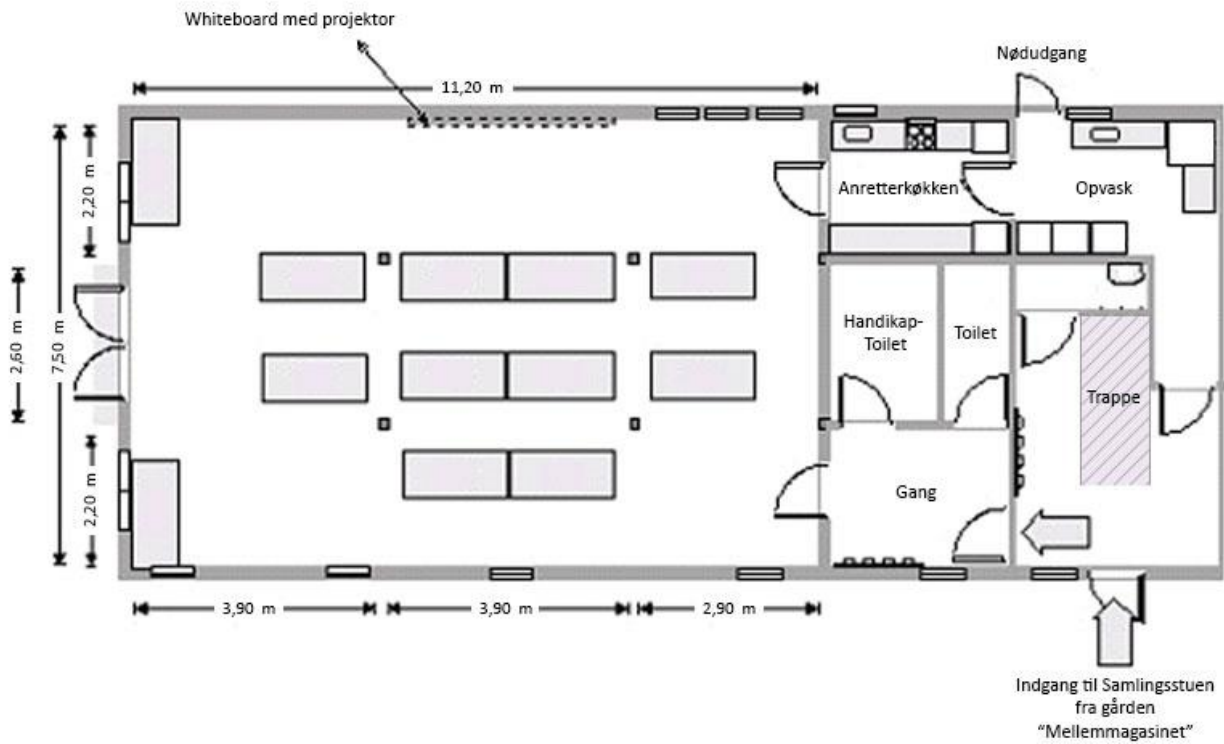 Whiteboard med projektor
Nødudgang
11,20 m
2,20 m
Anretterkøkken
Opvask
2,60 m
7,50 m
Handikap-
Toilet
Toilet
Trappe
2,20 m
Gang
3,90 m
3,90 m
2,90 m
Indgang til Samlingsstuen
fra gården
“Mellemmagasinet”